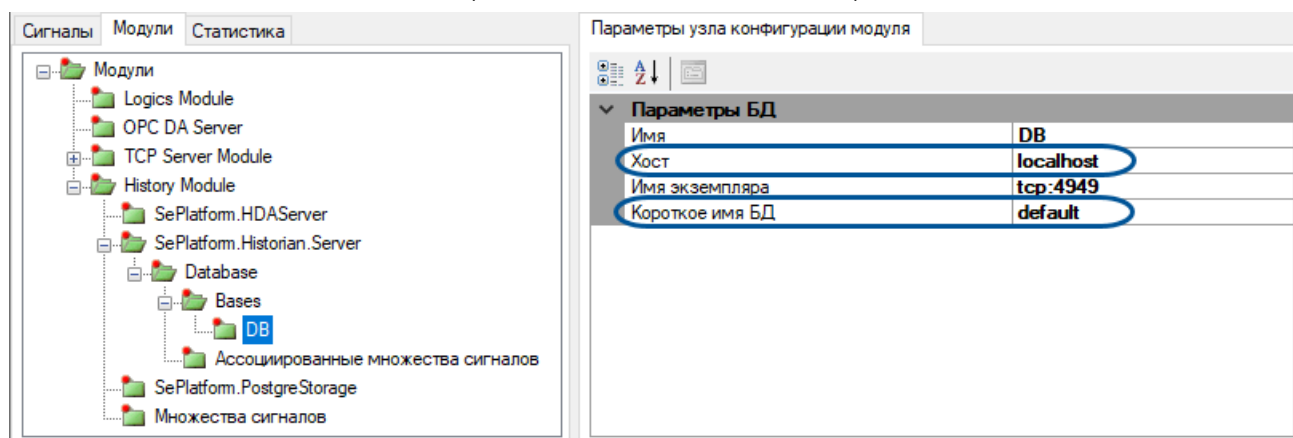 Сигналы Модули Статистика
Модули
Logics Module
OPC DA Server
TCP Server Module
History Module
SePlatform.HDAServer
SePlatform.Historian.Server
Database
Bases
DB
Ассоциированные множества сигналов
SePlatform.PostgreStorage
Множества сигналов
Параметры узла конфигурации модуля
Параметры БД
Имя DB
Хост localhost
Имя экземпляра tcp:4949
Короткое имя БД default